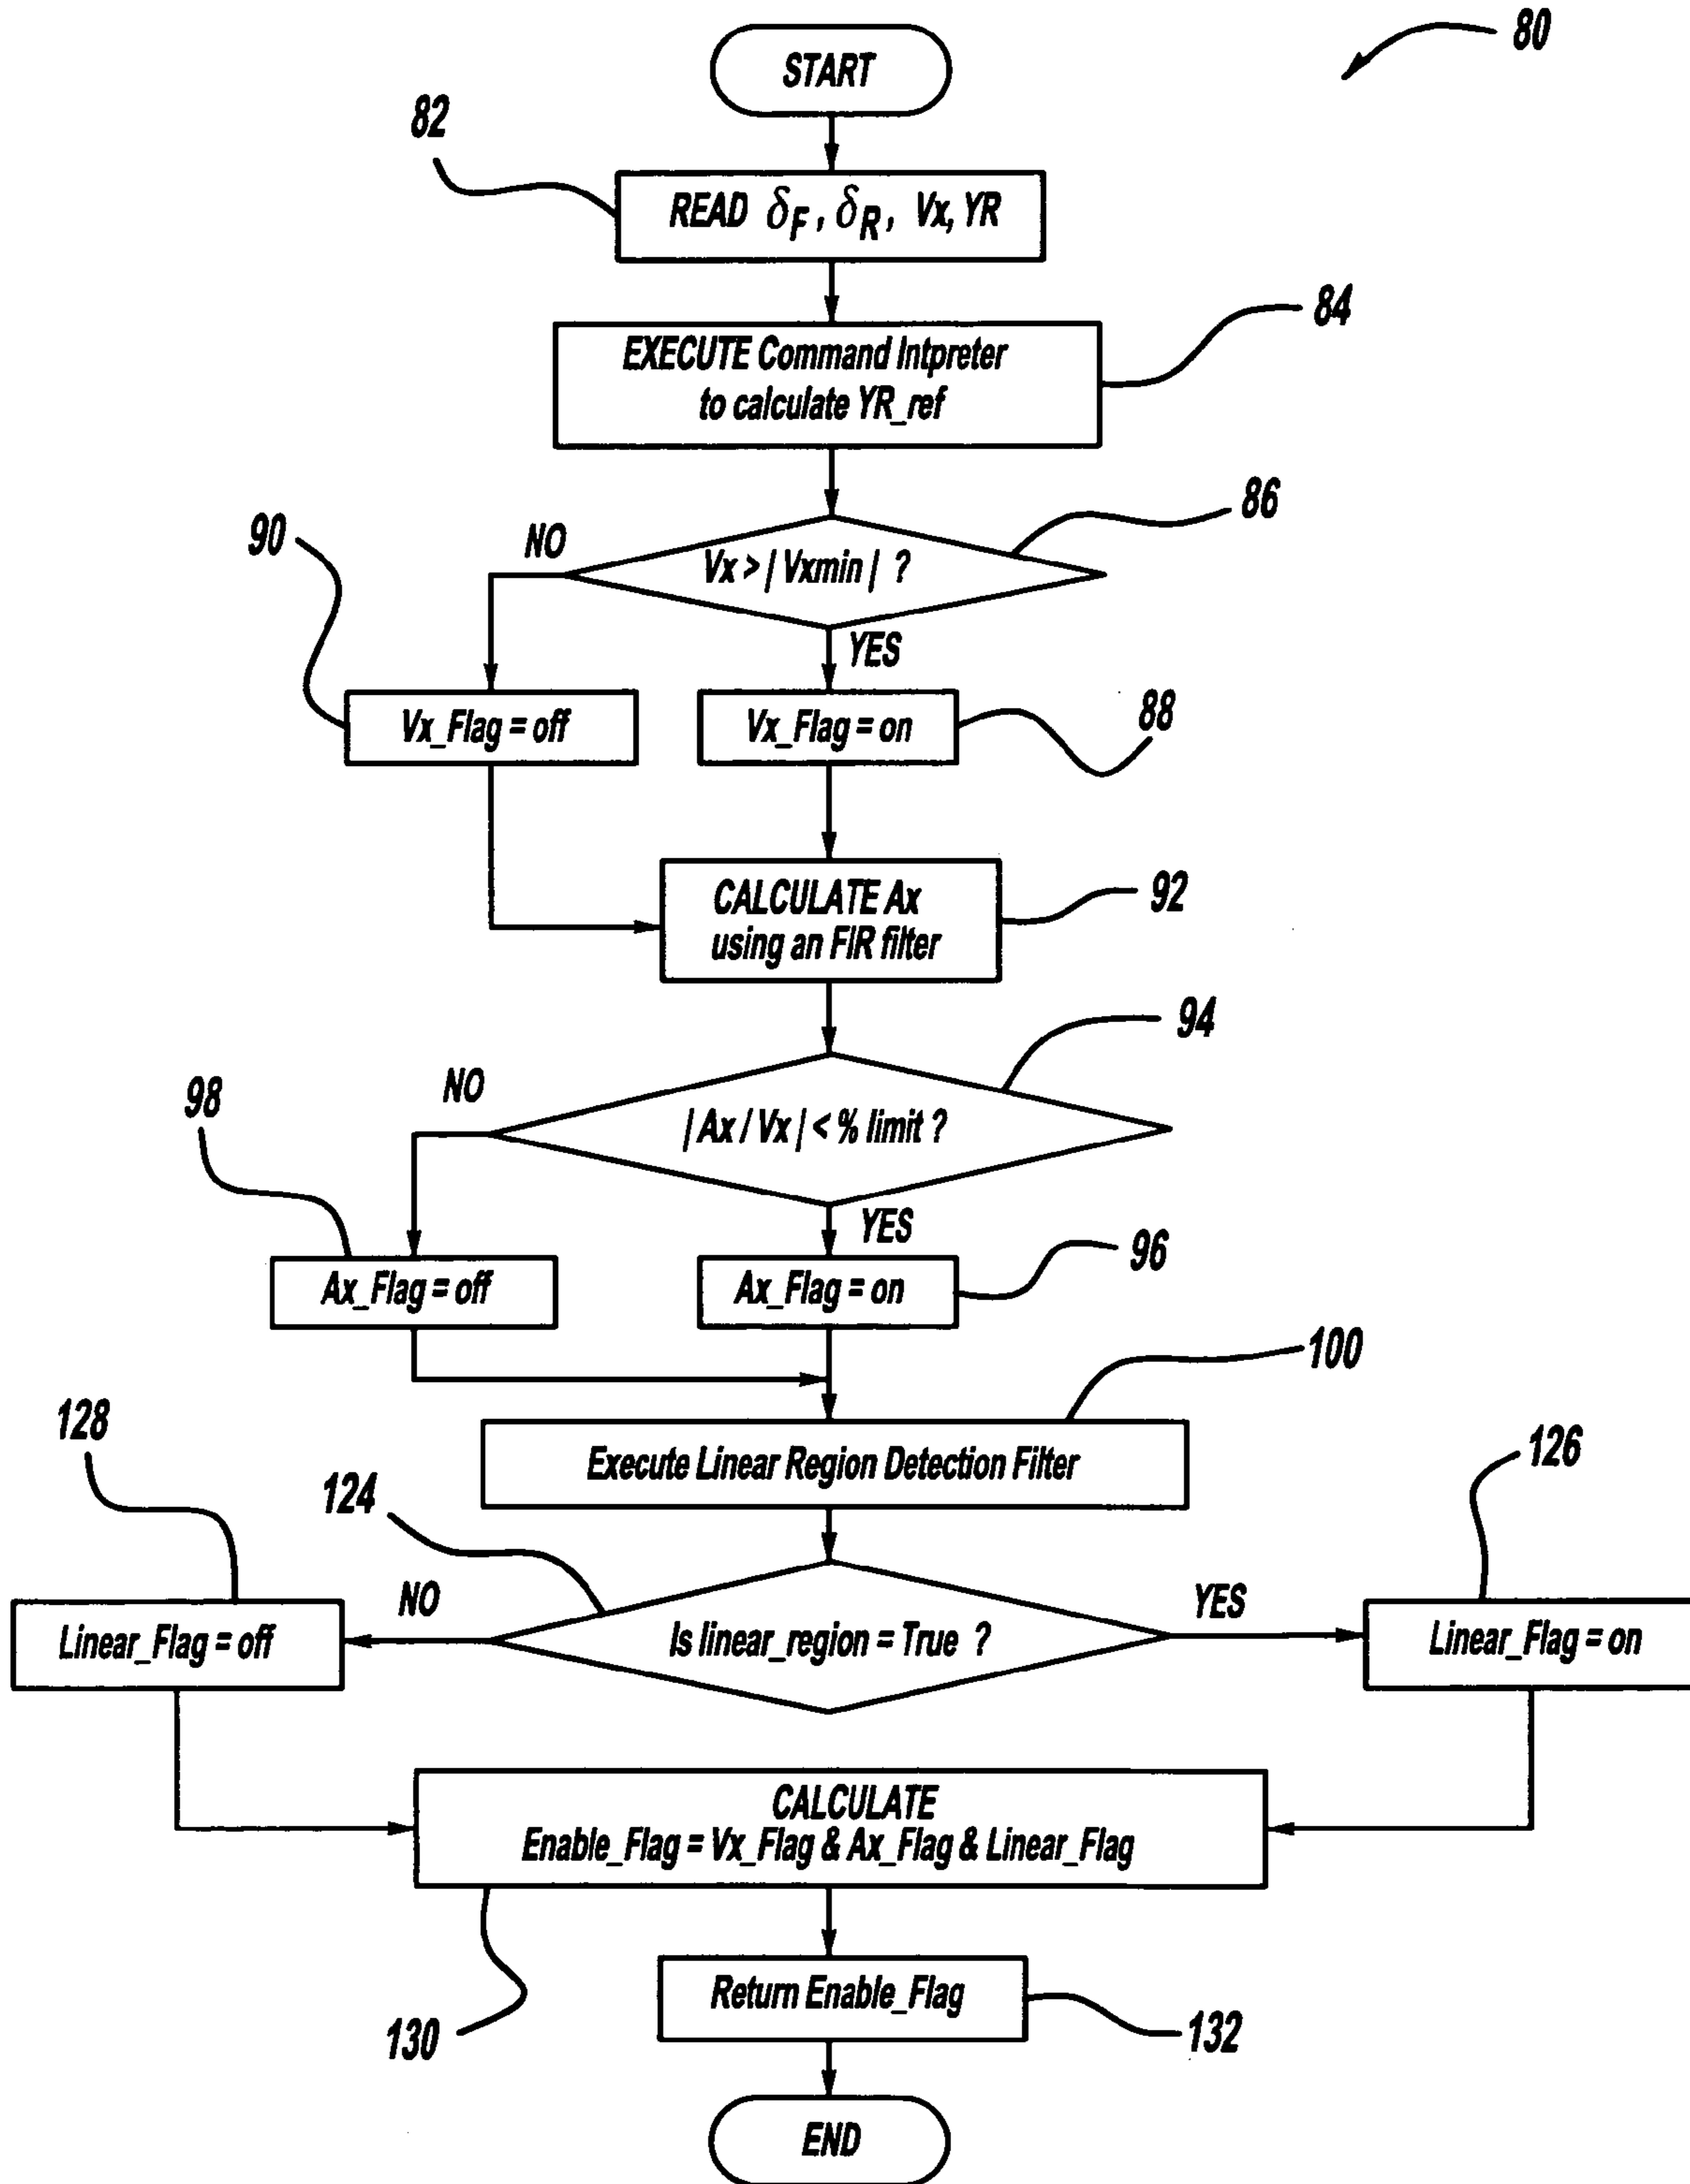 80
START
82
READ δF, δR, Vx, YR
84
EXECUTE Command Intpreter
to calculate YR_ref
86
Vx > | Vxmin | ?
NO
90
YES
Vx_Flag = off
Vx_Flag = on
88
CALCULATE Ax
using an FIR filter
92
94
| Ax / Vx | < % limit ?
NO
98
YES
96
Ax_Flag = off
Ax_Flag = on
100
Execute Linear Region Detection Filter
128
124
126
NO
YES
Linear_Flag = off
Is linear_region = True ?
Linear_Flag = on
CALCULATE
Enable_Flag = Vx_Flag & Ax_Flag & Linear_Flag
130
Return Enable_Flag
132
END